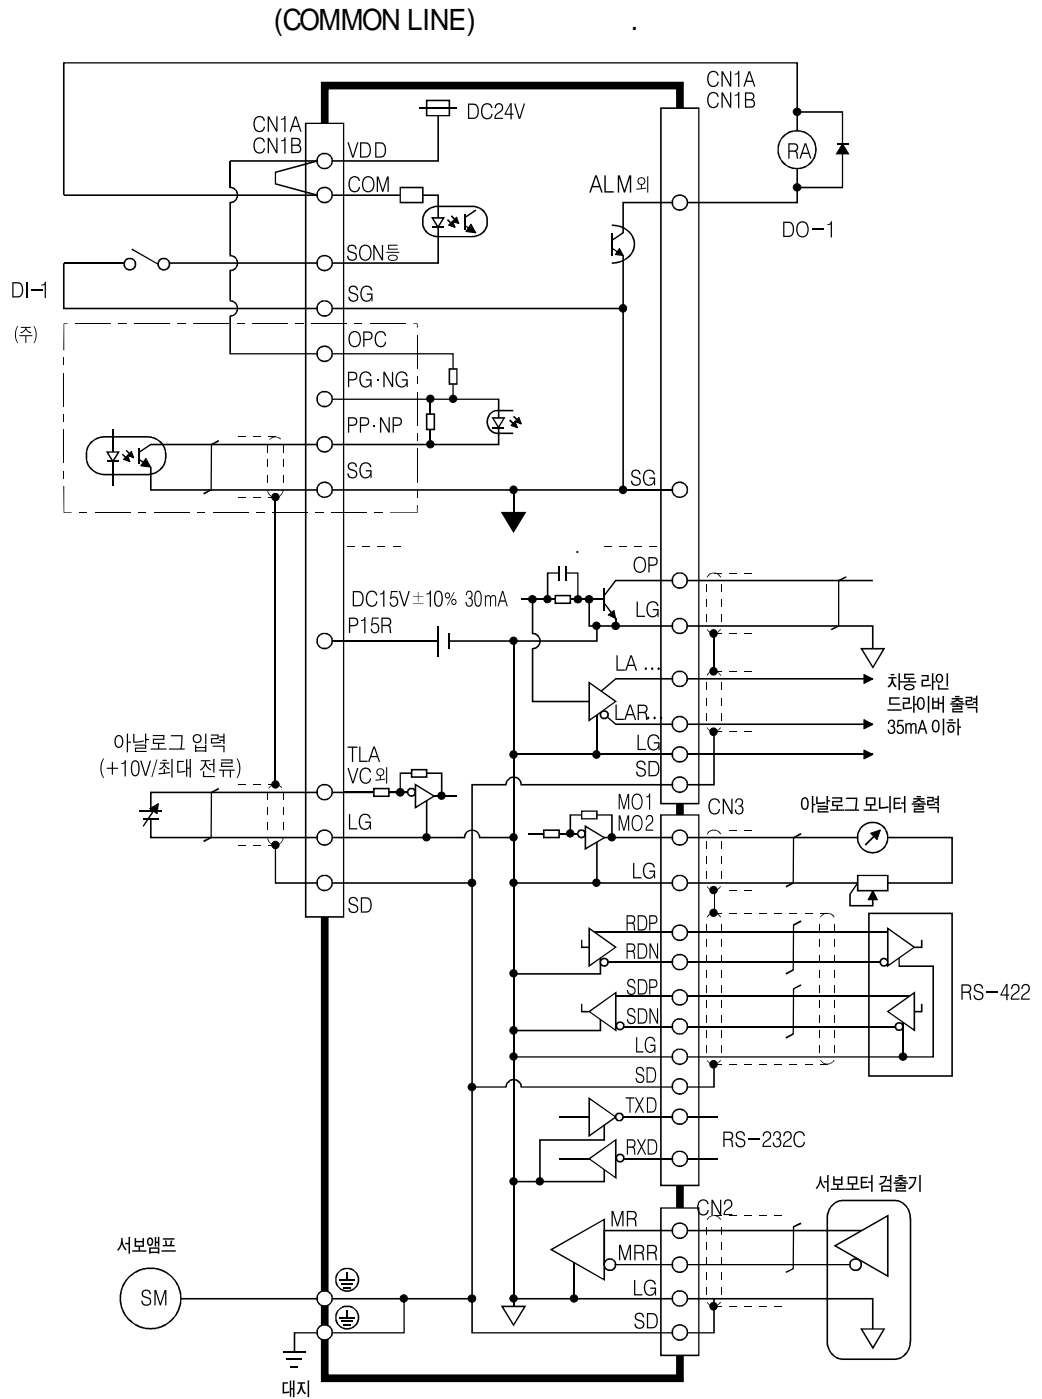 (COMMON LINE) .
CN1A
CN1B
DC24V
CN1A
CN1B
VDD
RA
COM
ALM외
DO-1
SON등
DI-1
SG
(주)
OPC
PG·NG
PP·NP
SG
SG
OP
DC15V±10% 30mA
LG
P15R
LA ...
차동 라인
드라이버 출력
35mA 이하
LAR...
아날로그 입력
(+10V/최대 전류)
LG
TLA
VC외
SD
MO1
MO2
CN3
아날로그 모니터 출력
LG
LG
SD
RDP
RDN
SDP
SDN
RS-422
LG
SD
TXD
RXD
RS-232C
서보모터 검출기
CN2
MR
MRR
서보앰프
SM
LG
SD
대지